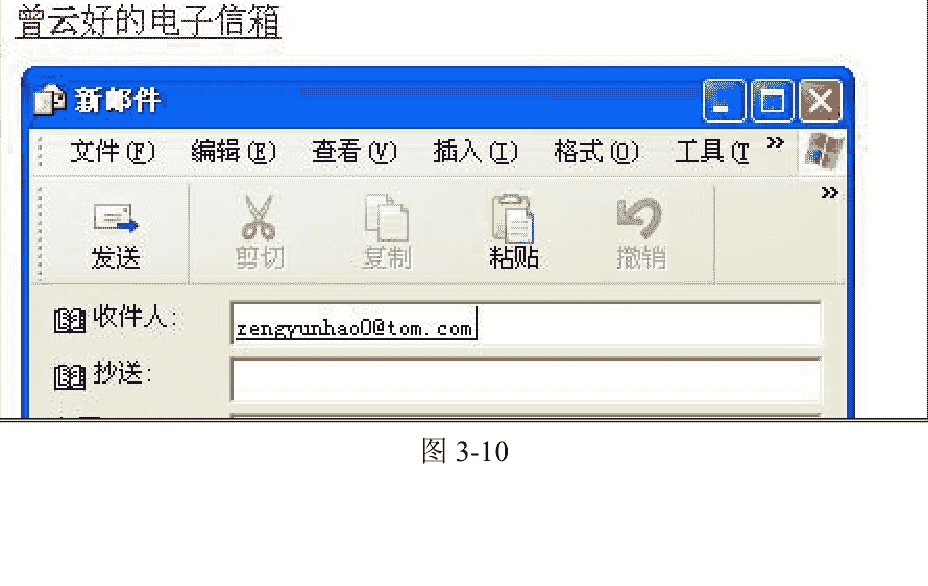 曾云好的电子信箱
新邮件
文件(F) 编辑(E) 查看(V) 插入(I) 格式(O) 工具(T »
»
发送 剪切 复制 粘贴 撤销
收件人: zengyunhao0@tom.com
抄送:
图 3-10